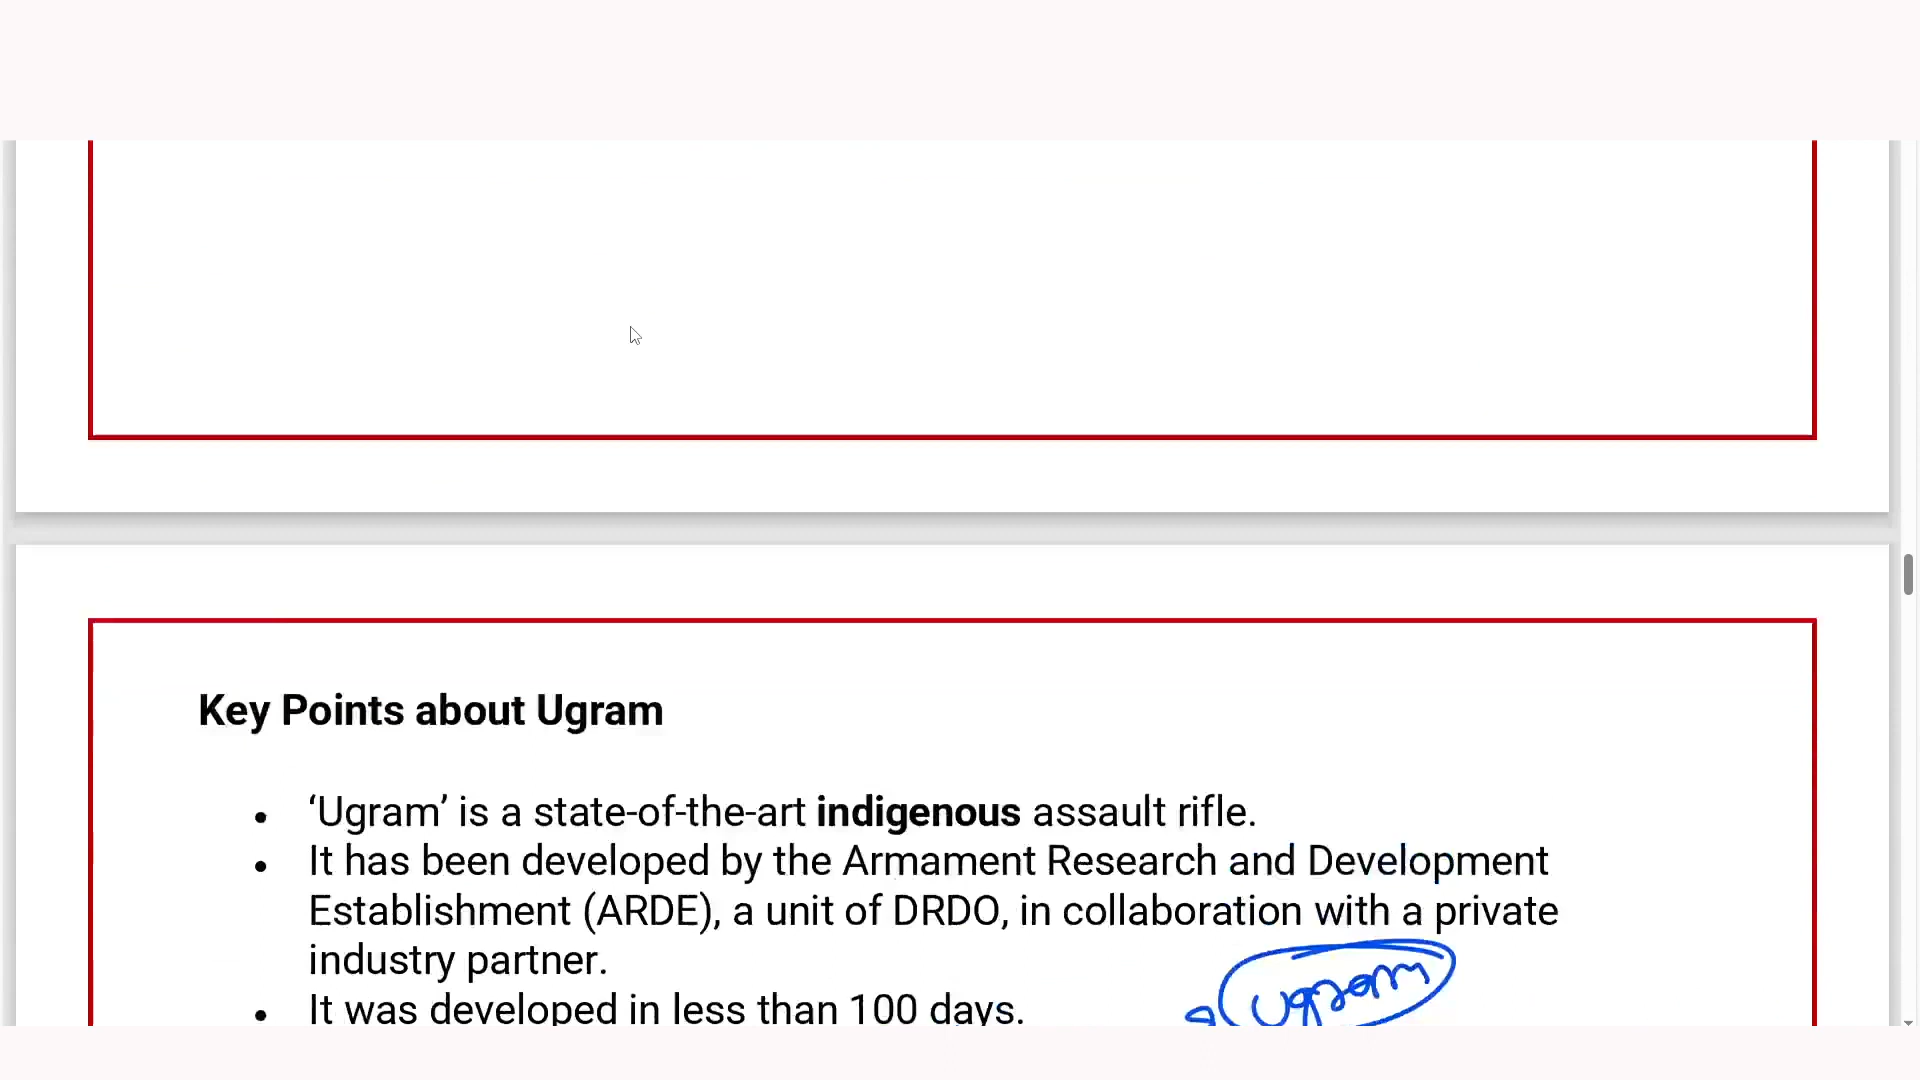 Key Points about Ugram
• ‘Ugram’ is a state-of-the-art indigenous assault rifle.
• It has been developed by the Armament Research and Development
Establishment (ARDE), a unit of DRDO, in collaboration with a private
industry partner.
Ugram
• It was developed in less than 100 days.